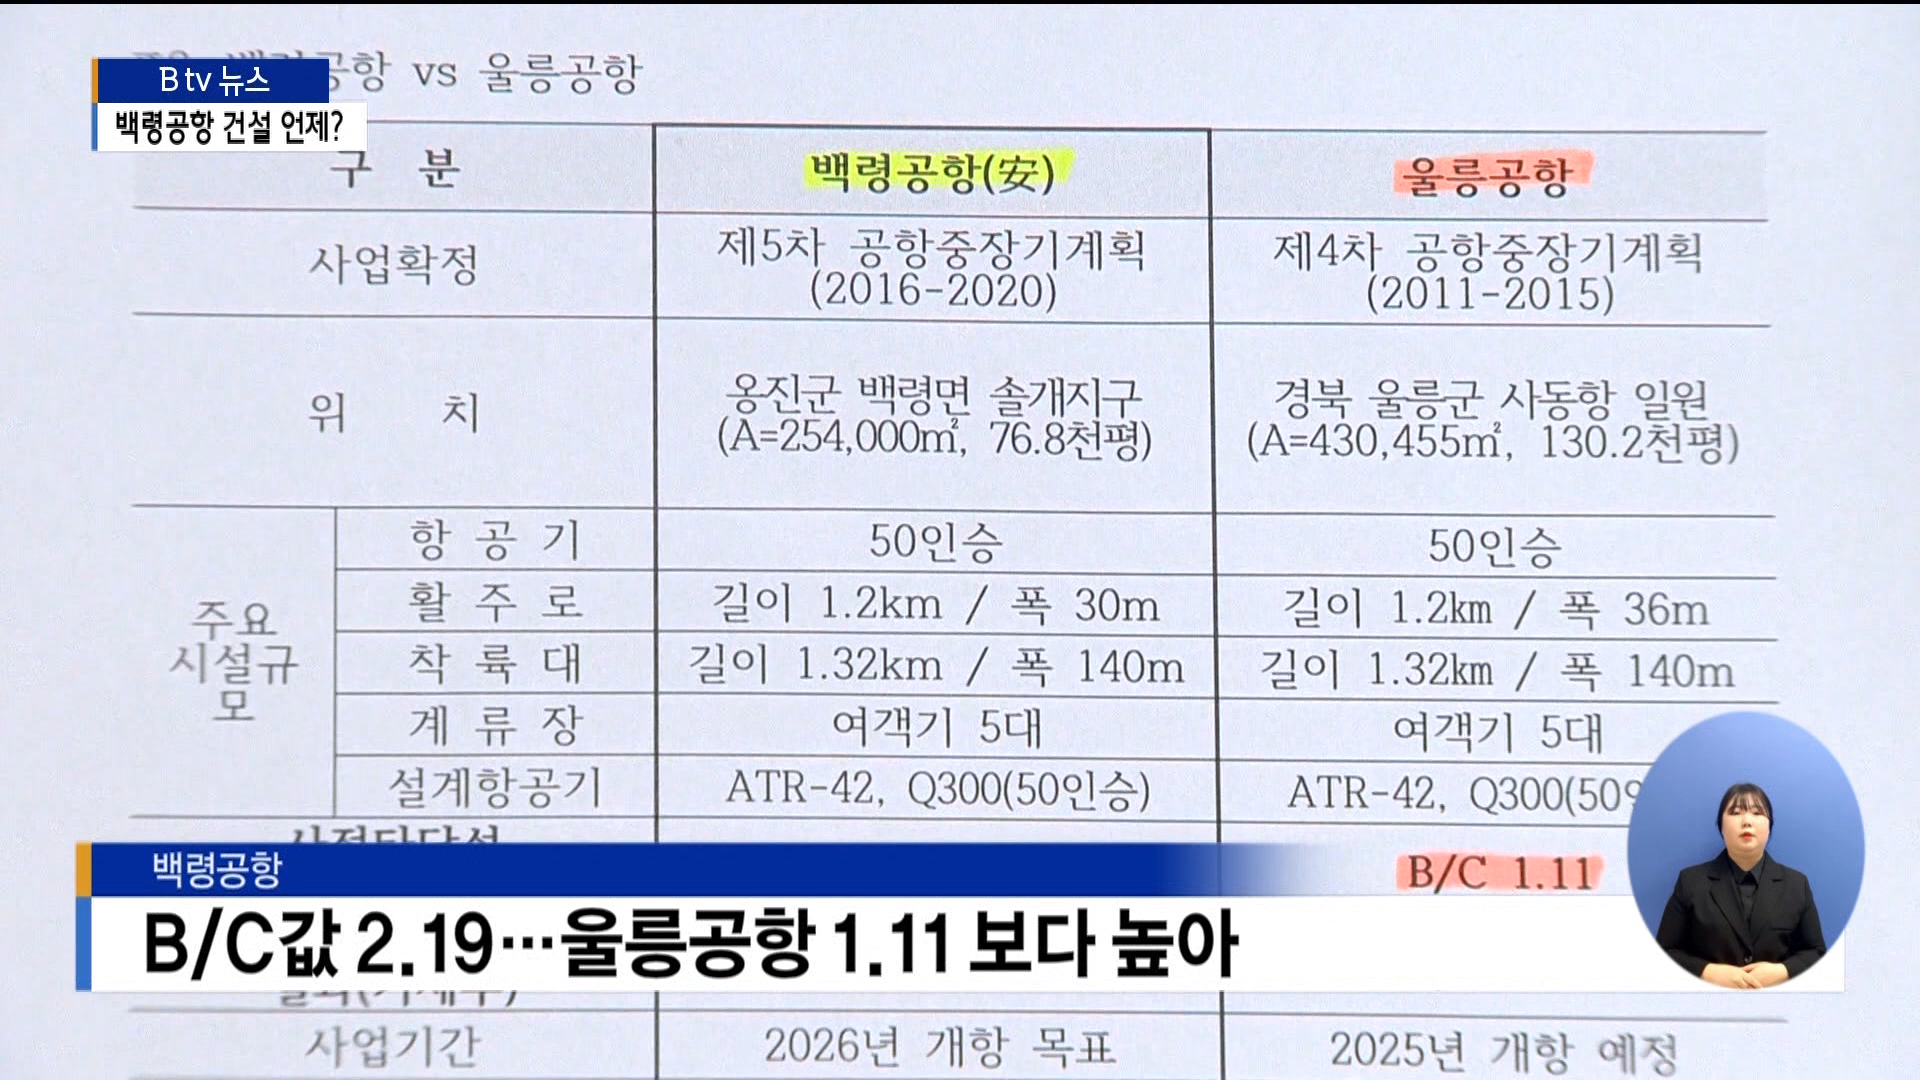 공항 vs 울릉공항
B tv 뉴스
백령공항 건설 언제?
구 분 백령공항(安) 울릉공항
사업확정 제5차 공항중장기계획 제4차 공항중장기계획
(2016-2020) (2011-2015)
위 치 옹진군 백령면 솔개지구 경북 울릉군 사동항 일원
(A=254,000㎡, 76.8천평) (A=430,455㎡, 130.2천평)
주요
시설규
모
항 공 기 50인승 50인승
활 주 로 길이 1.2km / 폭 30m 길이 1.2㎞ / 폭 36m
착 륙 대 길이 1.32km / 폭 140m 길이 1.32㎞ / 폭 140m
계 류 장 여객기 5대 여객기 5대
설계항공기 ATR-42, Q300(50인승) ATR-42, Q300(50
백령공항 B/C 1.11
B/C값 2.19…울릉공항 1.11 보다 높아
사업기간 2026년 개항 목표 2025년 개항 예정